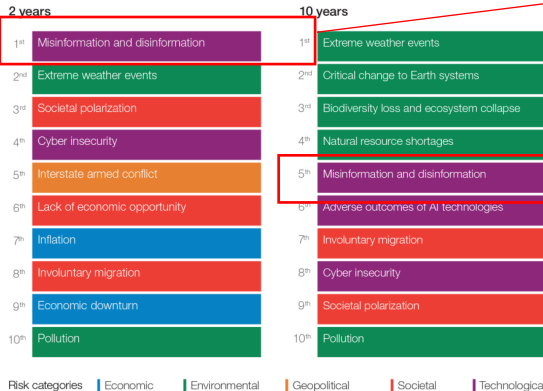 2 years
1st Misinformation and disinformation
2nd Extreme weather events
3rd Societal polarization
4th Cyber insecurity
5th Interstate armed conflict
6th Lack of economic opportunity
7th Inflation
8th Involuntary migration
9th Economic downturn
10th Pollution
10 years
1st Extreme weather events
2nd Critical change to Earth systems
3rd Biodiversity loss and ecosystem collapse
4th Natural resource shortages
5th Misinformation and disinformation
6th Adverse outcomes of AI technologies
7th Involuntary migration
8th Cyber insecurity
9th Societal polarization
10th Pollution
Risk categories Economic Environmental Geopolitical Societal Technologica